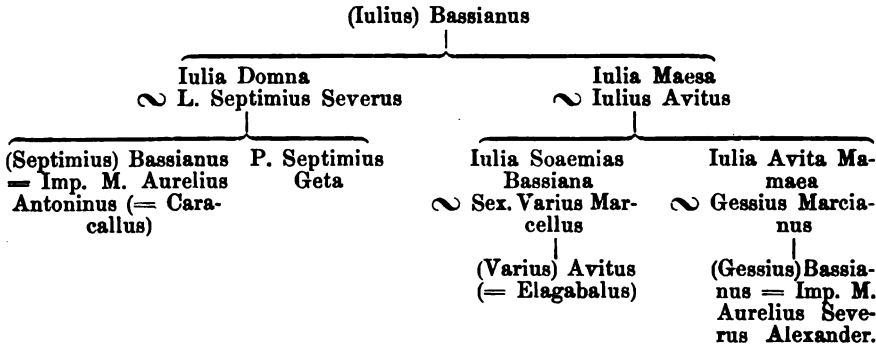 (Iulius) Bassianus
Iulia Domna
∾ L. Septimius Severus
Iulia Maesa
∾ Iulius Avitus
(Septimius) Bassianus
= Imp. M. Aurelius
Antoninus (= Cara-
callus)
P. Septimius
Geta
Iulia Soaemias
Bassiana
∾ Sex. Varius Mar-
cellus
Iulia Avita Ma-
maea
∾ Gessius Marcia-
nus
(Varius) Avitus
(= Elagabalus)
(Gessius) Bassia-
nus = Imp. M.
Aurelius Seve-
rus Alexander.